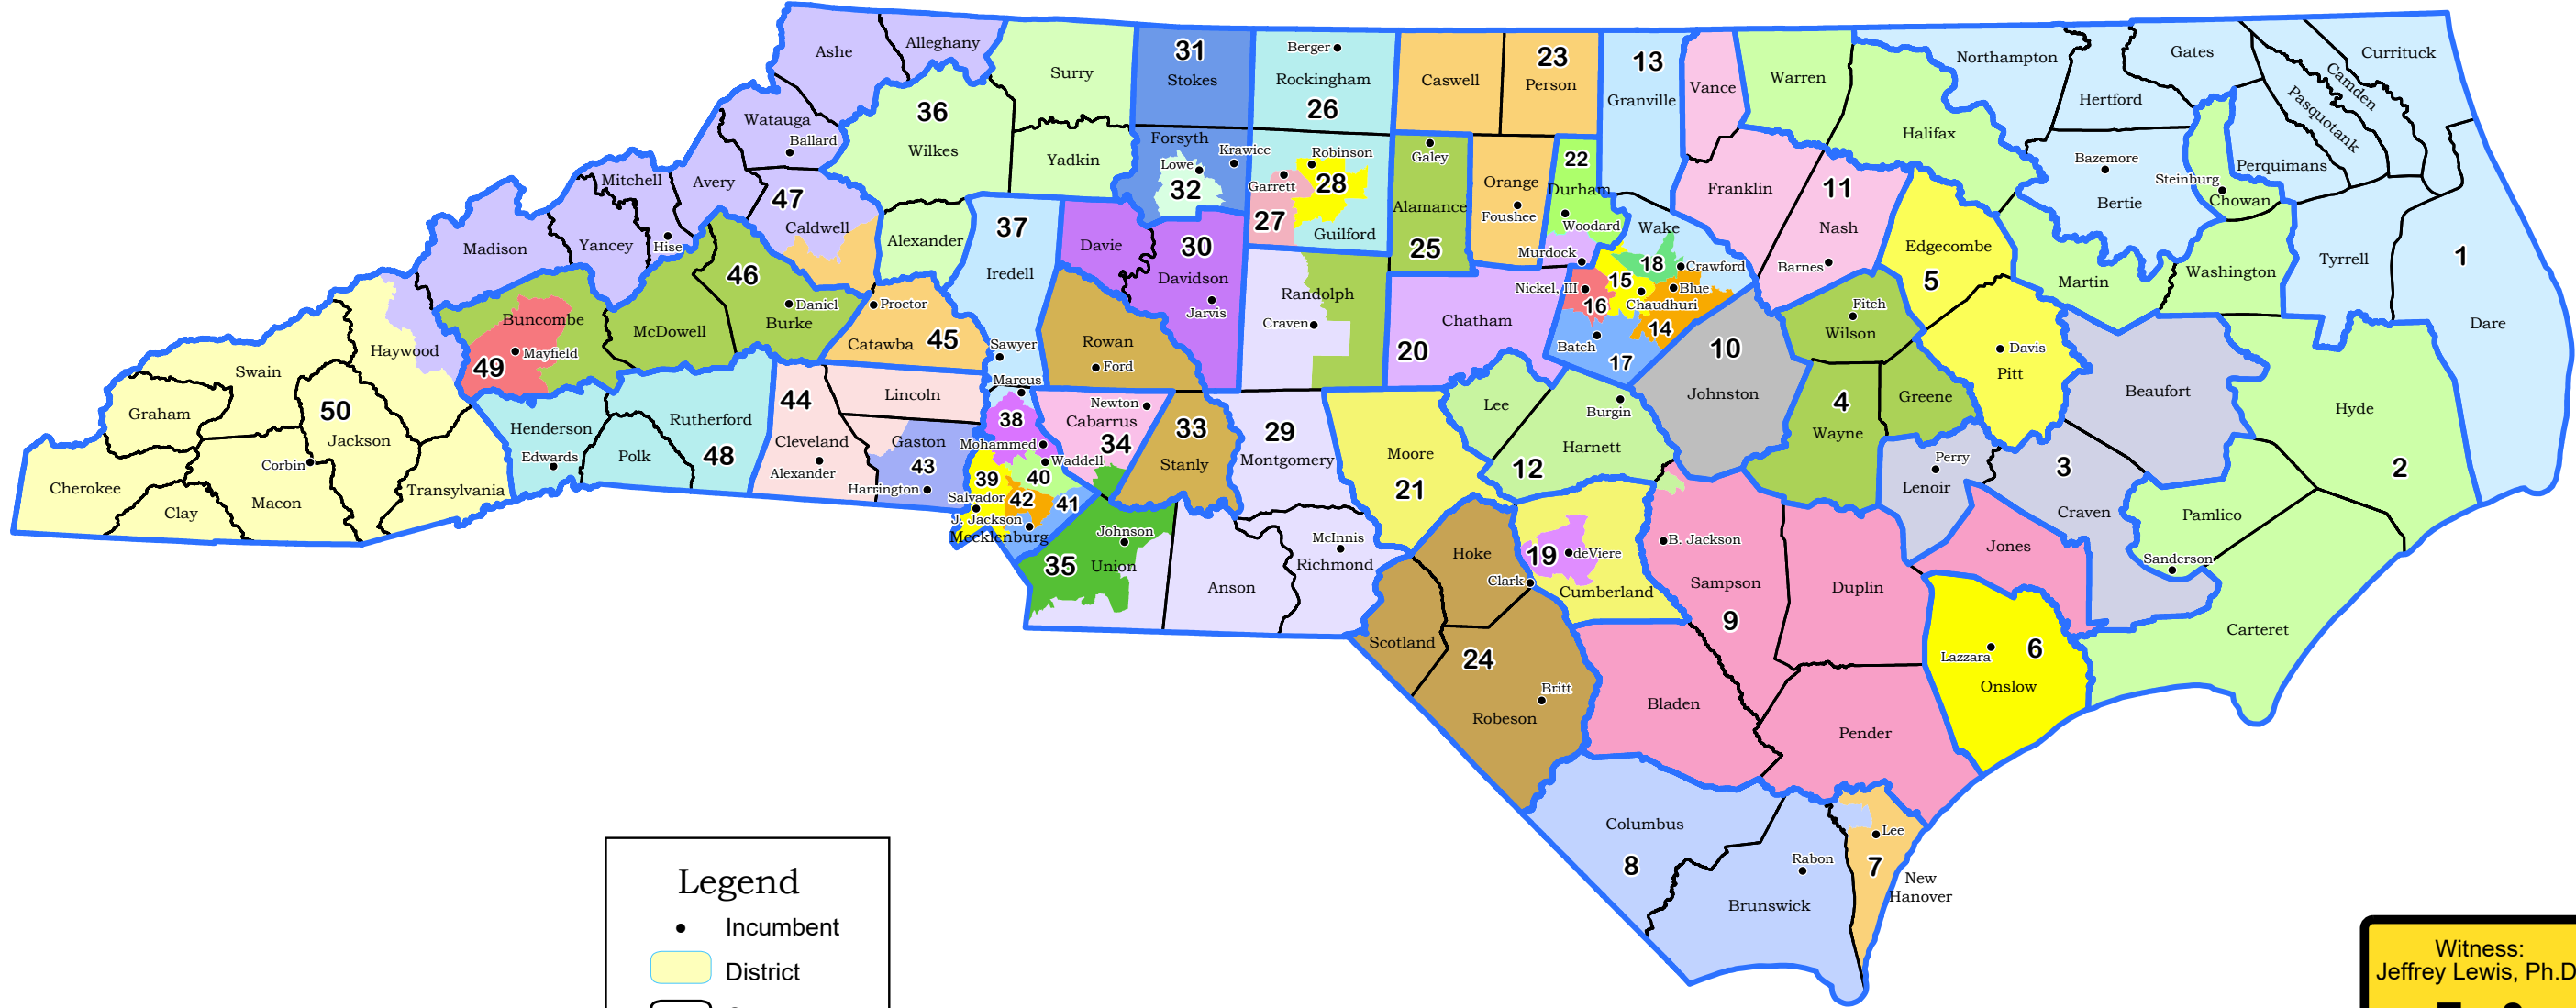 Ashe
Alleghany
Surry
31
Stokes
Berger
Rockingham
26
Caswell
23
Person
13
Granville
Vance
Warren
Northampton
Gates
Currituck
Camden
Pasquotank
Hertford
Halifax
Watauga
Ballard
36
Wilkes
Yadkin
Forsyth
Lowe
Krawiec
32
Robinson
Garrett
28
27
Guilford
Galey
Alamance
25
Orange
Foushee
22
Durham
Woodard
Murdock
Wake
Franklin
11
Nash
Barnes
Bazemore
Bertie
Steinburg
Chowan
Perquimans
Mitchell
Avery
47
Caldwell
Madison
Yancey
Hise
Alexander
37
Iredell
Davie
30
Davidson
Jarvis
Randolph
Craven
Chatham
20
18
Crawford
15
Nickel, III
Blue
Chaudhuri
16
14
Batch
17
Edgecombe
5
Martin
Washington
Tyrrell
1
Dare
46
Daniel
Burke
McDowell
Buncombe
Mayfield
49
Haywood
Swain
Graham
50
Jackson
Corbin
Cherokee
Clay
Macon
Transylvania
Proctor
Catawba
45
Sawyer
Rowan
Ford
10
Johnston
Fitch
Wilson
Davis
Pitt
Beaufort
Hyde
2
44
Lincoln
Marcus
38
Newton
Cabarrus
34
33
Stanly
29
Montgomery
Moore
21
Lee
Burgin
Harnett
12
4
Wayne
Greene
Henderson
Edwards
Polk
Rutherford
48
Cleveland
Alexander
Gaston
43
Harrington
Mohammed
Waddell
39
40
Salvador
42
41
J. Jackson
Mecklenburg
Johnson
35
Union
Anson
McInnis
Richmond
Hoke
Clark
19
deViere
Cumberland
B. Jackson
Sampson
9
Duplin
Perry
Lenoir
3
Craven
Jones
Pamlico
Sanderson
Carteret
Scotland
24
Britt
Robeson
Bladen
Pender
Lazzara
6
Onslow
Columbus
8
Rabon
Brunswick
Lee
7
New
Hanover
Legend
Incumbent
District
Witness:
Jeffrey Lewis, Ph.D